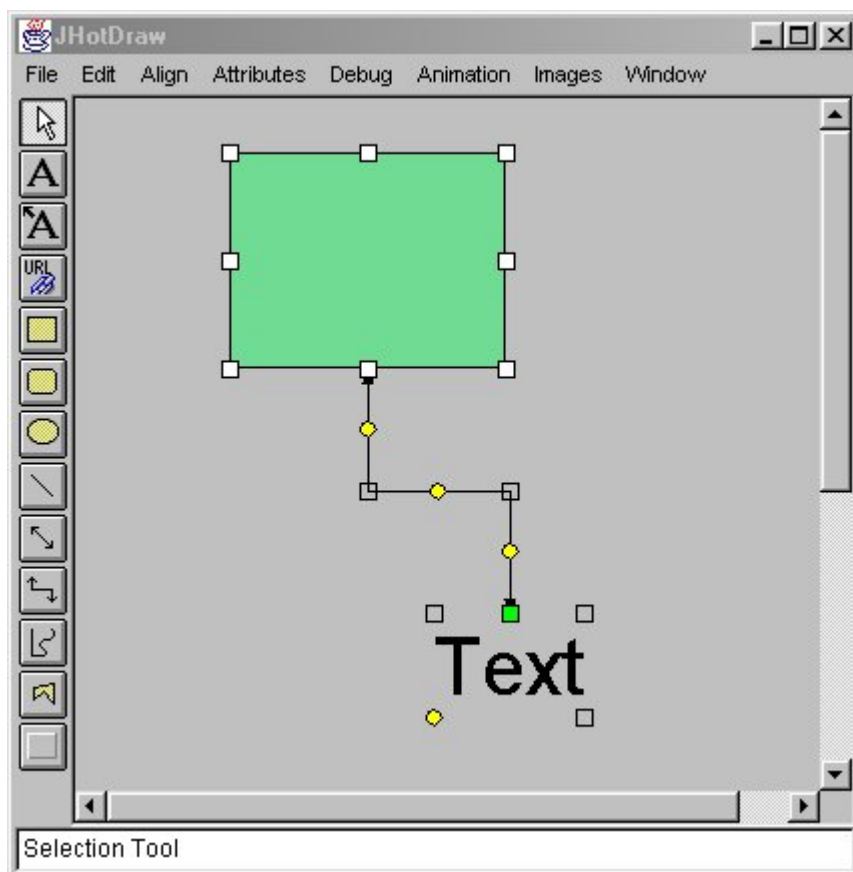 JHotDraw
File Edit Align Attributes Debug Animation Images Window
A
A
URL
Text
Selection Tool